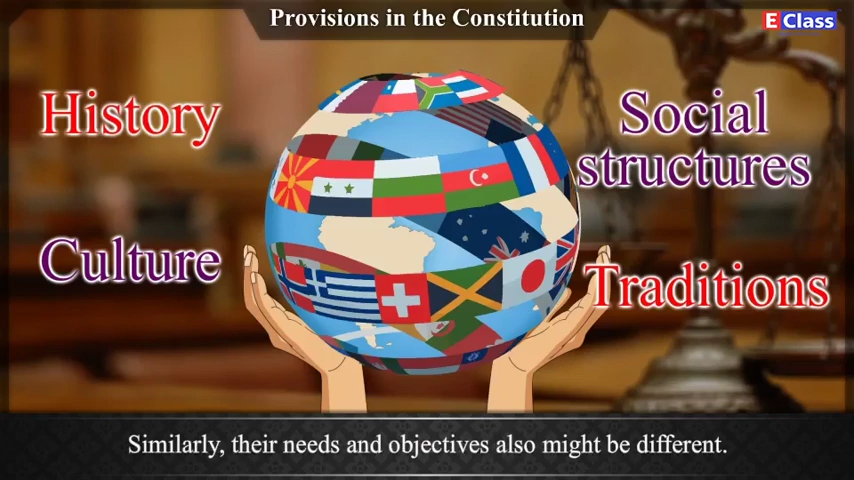 Provisions in the Constitution
E Class
History
Social
structures
Culture
Traditions
Similarly, their needs and objectives also might be different.